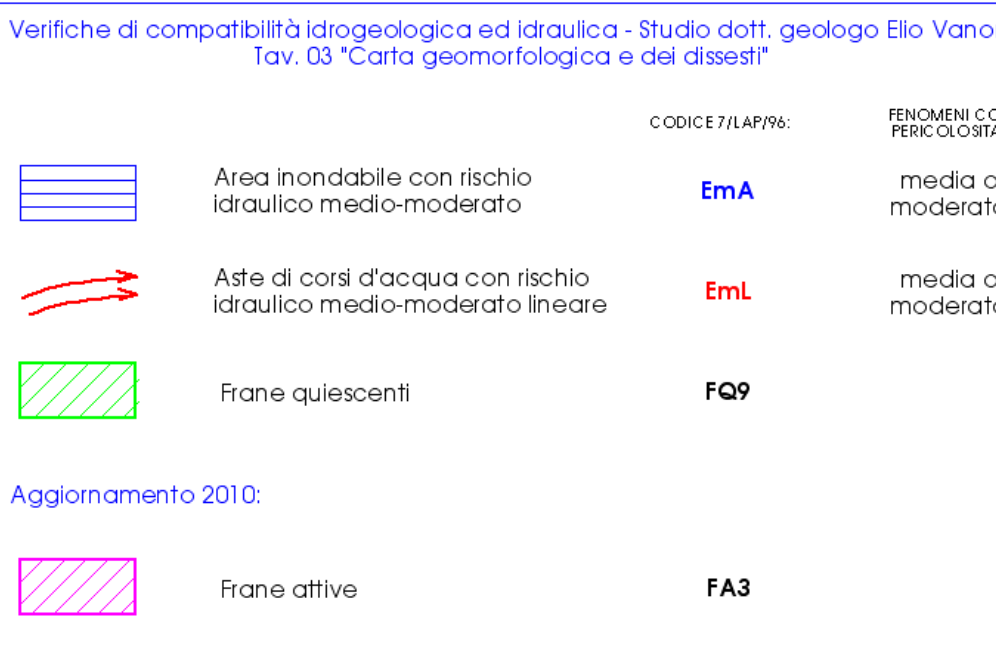 Verifiche di compatibilità idrogeologica ed idraulica - Studio dott. geologo Elio
Tav. 03 "Carta geomorfologica e dei dissesti"
CODICE 7/LAP/96:
FENOMENI
Area inondabile con rischio
idraulico medio-moderato
EmA
media
Aste di corsi d'acqua con rischio
idraulico medio-moderato lineare
EmL
media
Frane quiescenti
FQ9
Aggiornamento 2010:
Frane attive
FA3